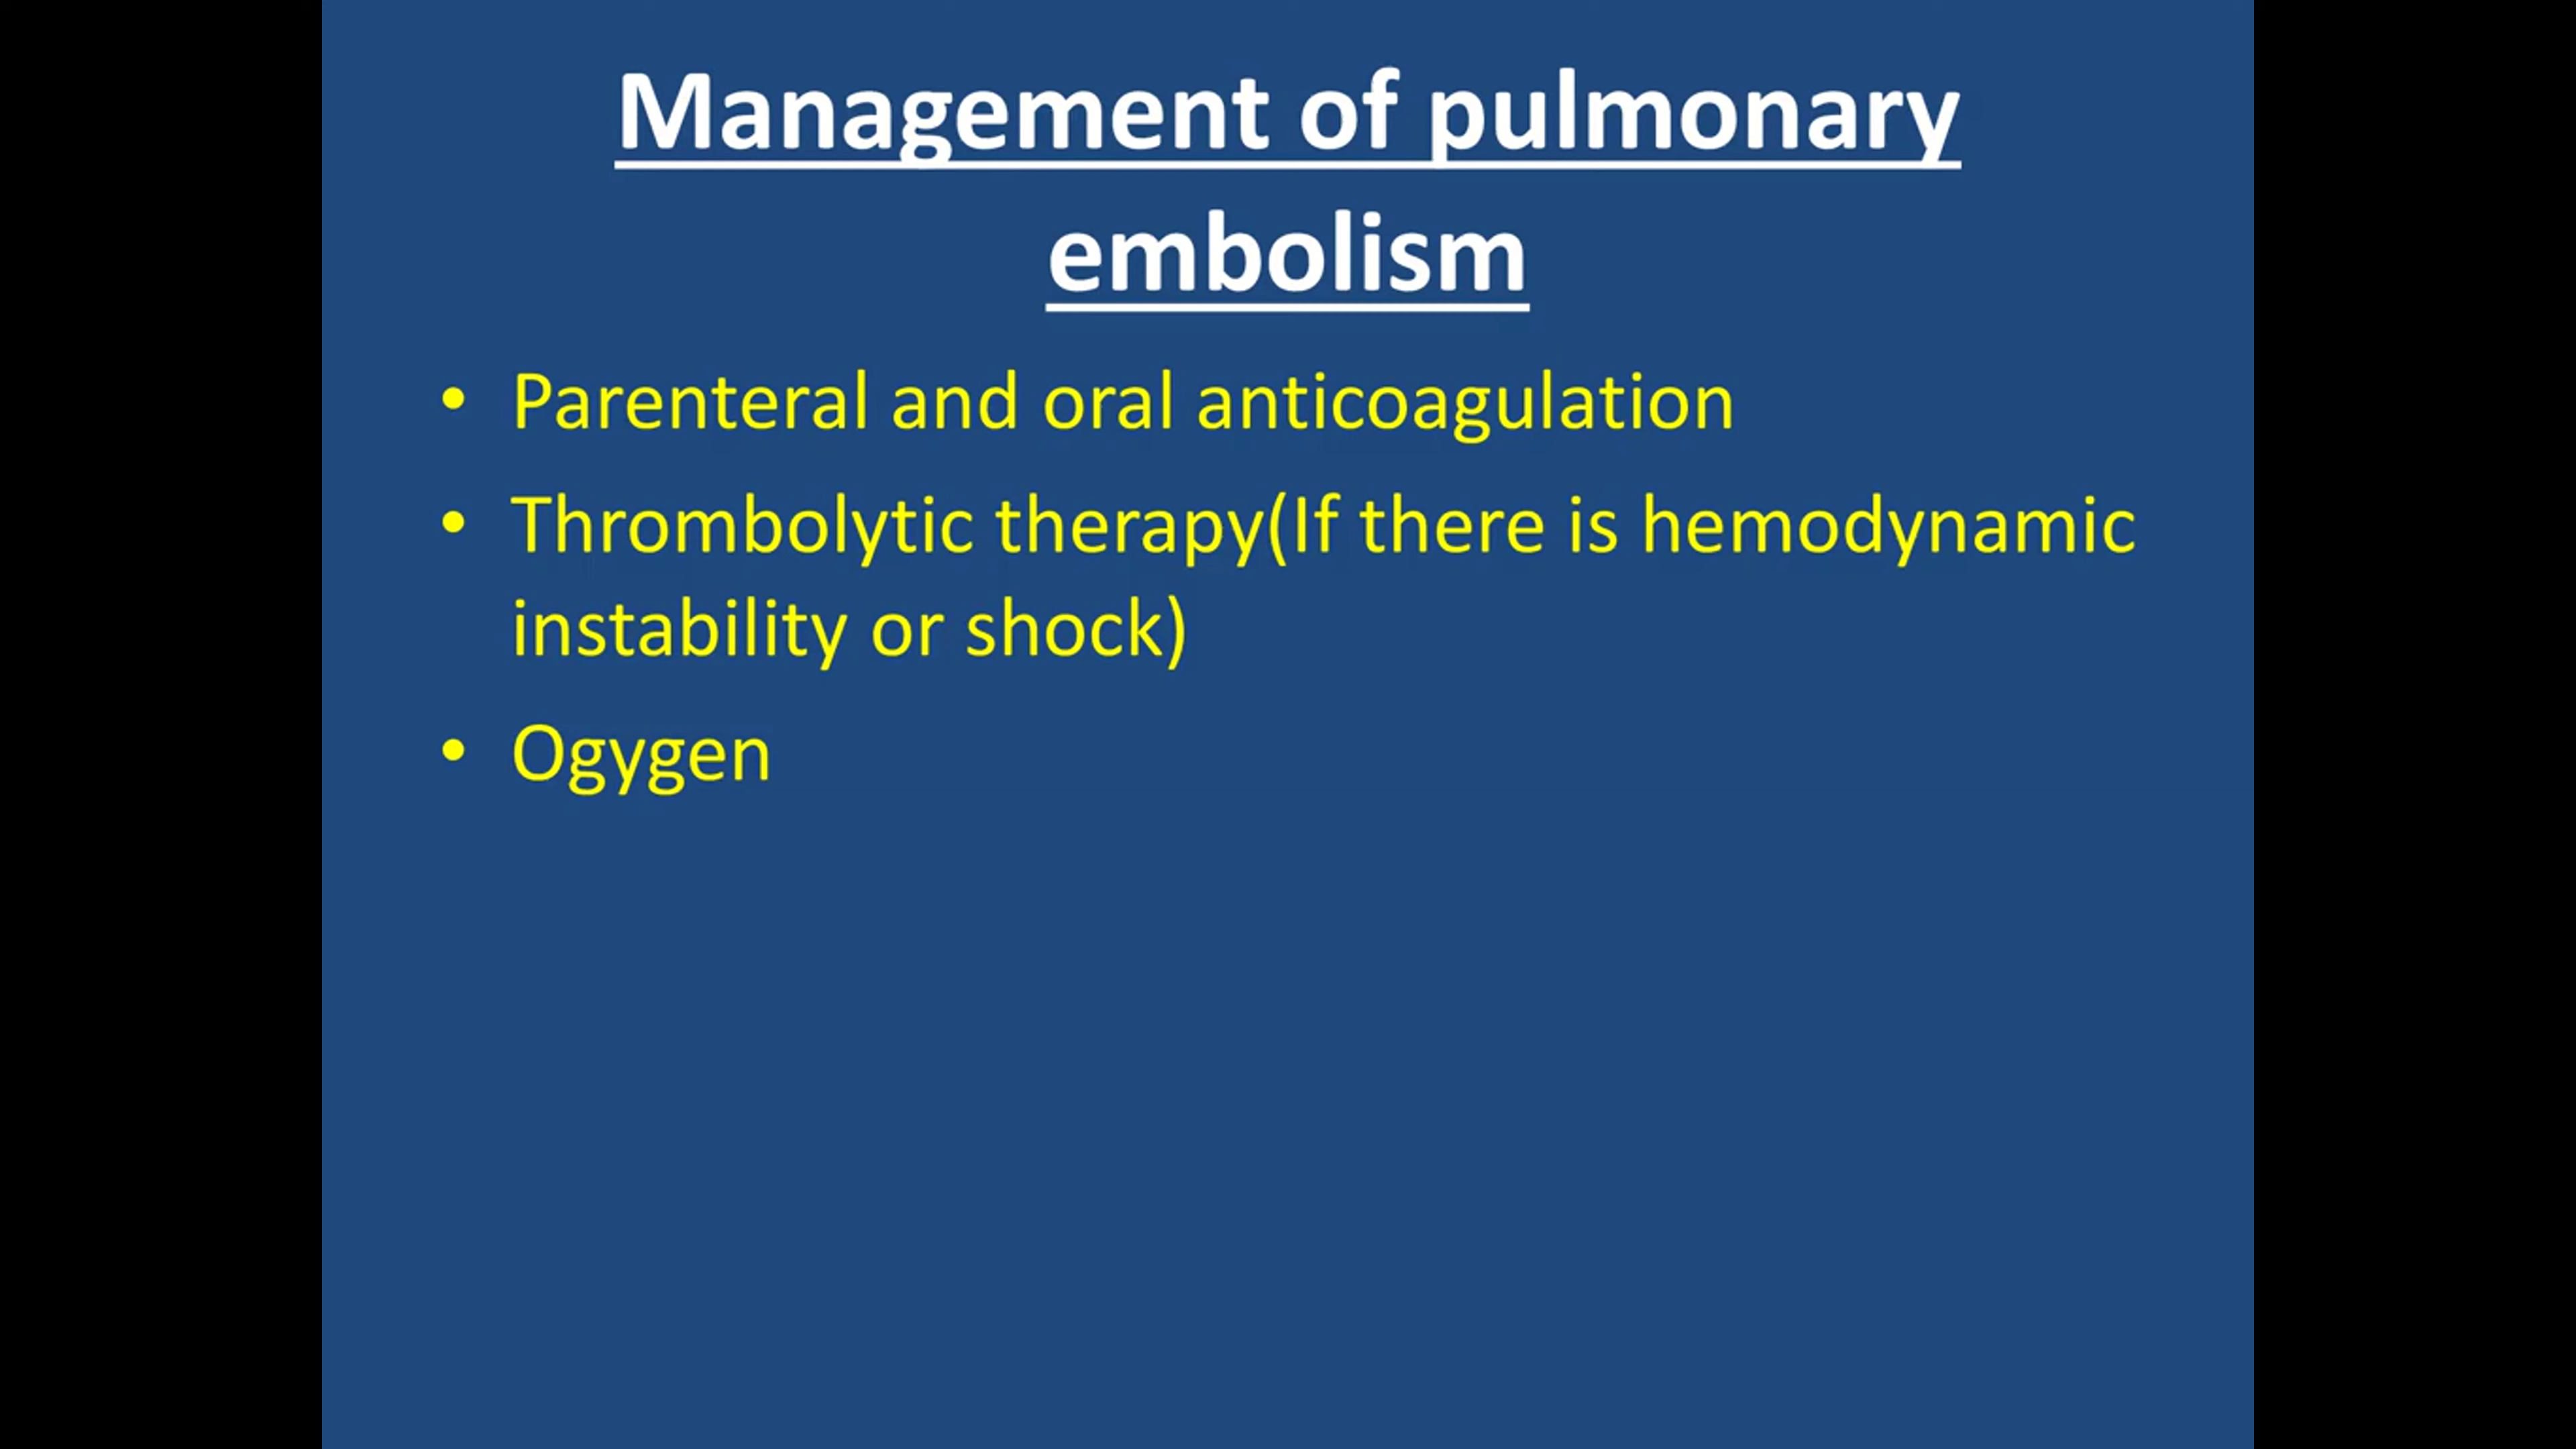 Management of pulmonary
embolism
• Parenteral and oral anticoagulation
• Thrombolytic therapy(If there is hemodynamic
instability or shock)
• Ogygen